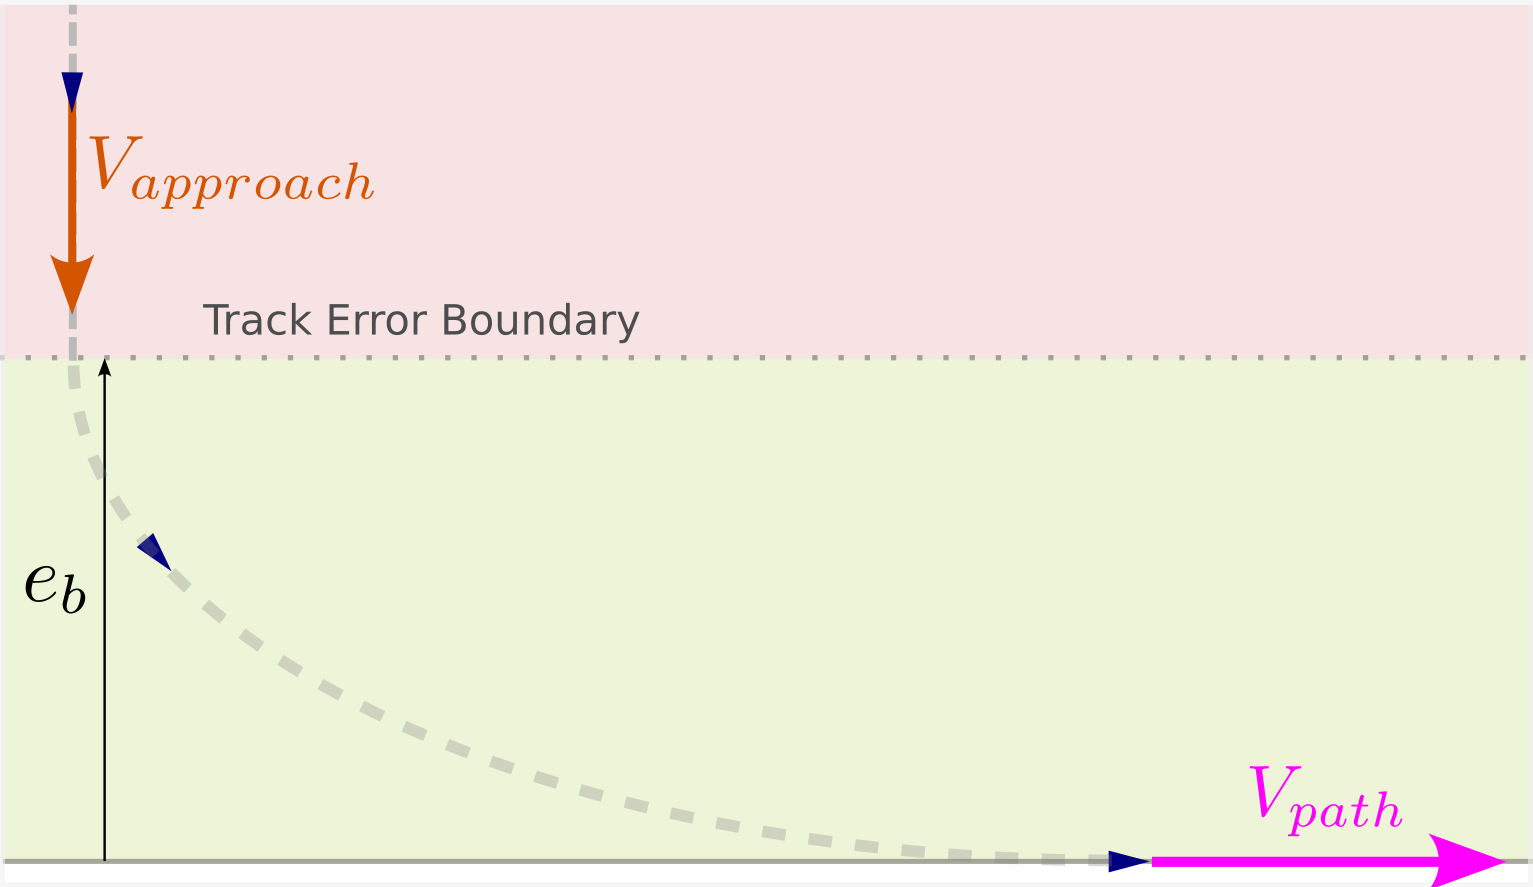 V_approach
Track Error Boundary
e_b
V_path